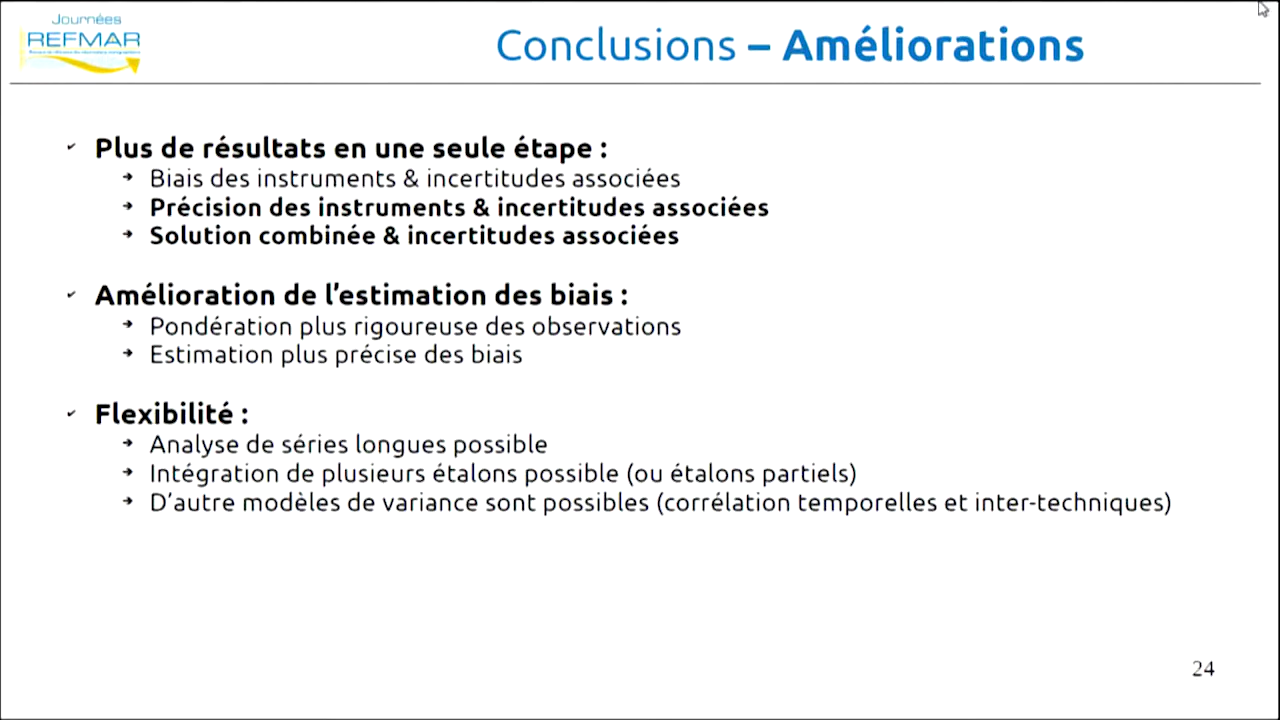 Journées
REFMAR
Conclusions – Améliorations
Plus de résultats en une seule étape :
Biais des instruments & incertitudes associées
Précision des instruments & incertitudes associées
Solution combinée & incertitudes associées
Amélioration de l’estimation des biais :
Pondération plus rigoureuse des observations
Estimation plus précise des biais
Flexibilité :
Analyse de séries longues possible
Intégration de plusieurs étalons possible (ou étalons partiels)
D’autre modèles de variance sont possibles (corrélation temporelles et inter-techniques)
24